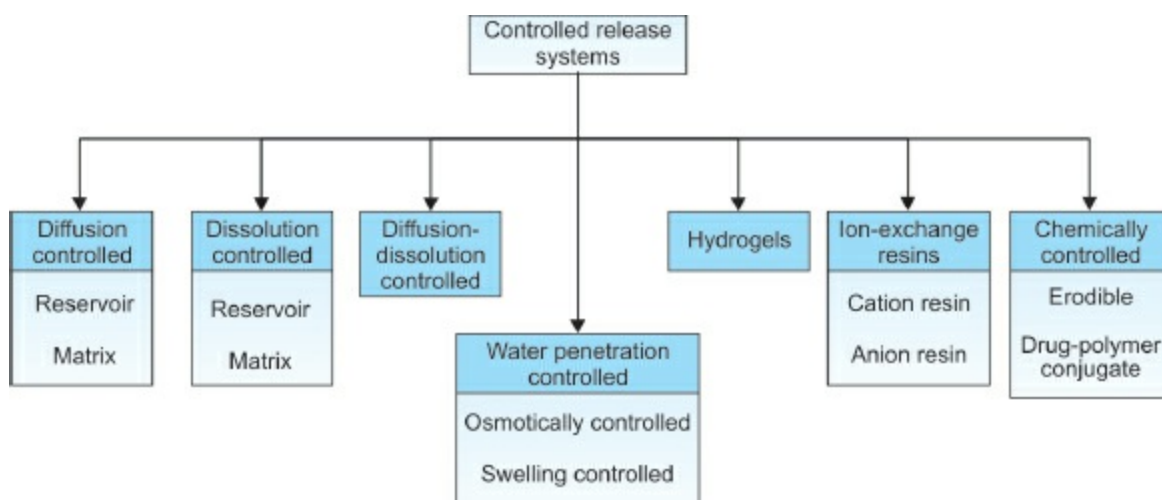 Controlled release
systems
Diffusion
controlled
Reservoir
Matrix
Dissolution
controlled
Reservoir
Matrix
Diffusion-
dissolution
controlled
Water penetration
controlled
Osmotically controlled
Swelling controlled
Hydrogels
Ion-exchange
resins
Cation resin
Anion resin
Chemically
controlled
Erodible
Drug-polymer
conjugate